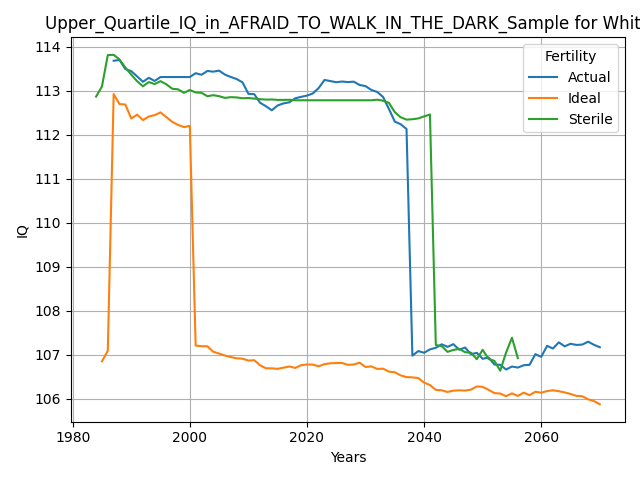 Upper_Quartile_IQ_in_AFRAID_TO_WALK_IN_THE_DARK_Sample for Whit
114
113
112
111
110
109
108
107
106
IQ
1980
2000
2020
2040
2060
Years
Fertility
Actual
Ideal
Sterile